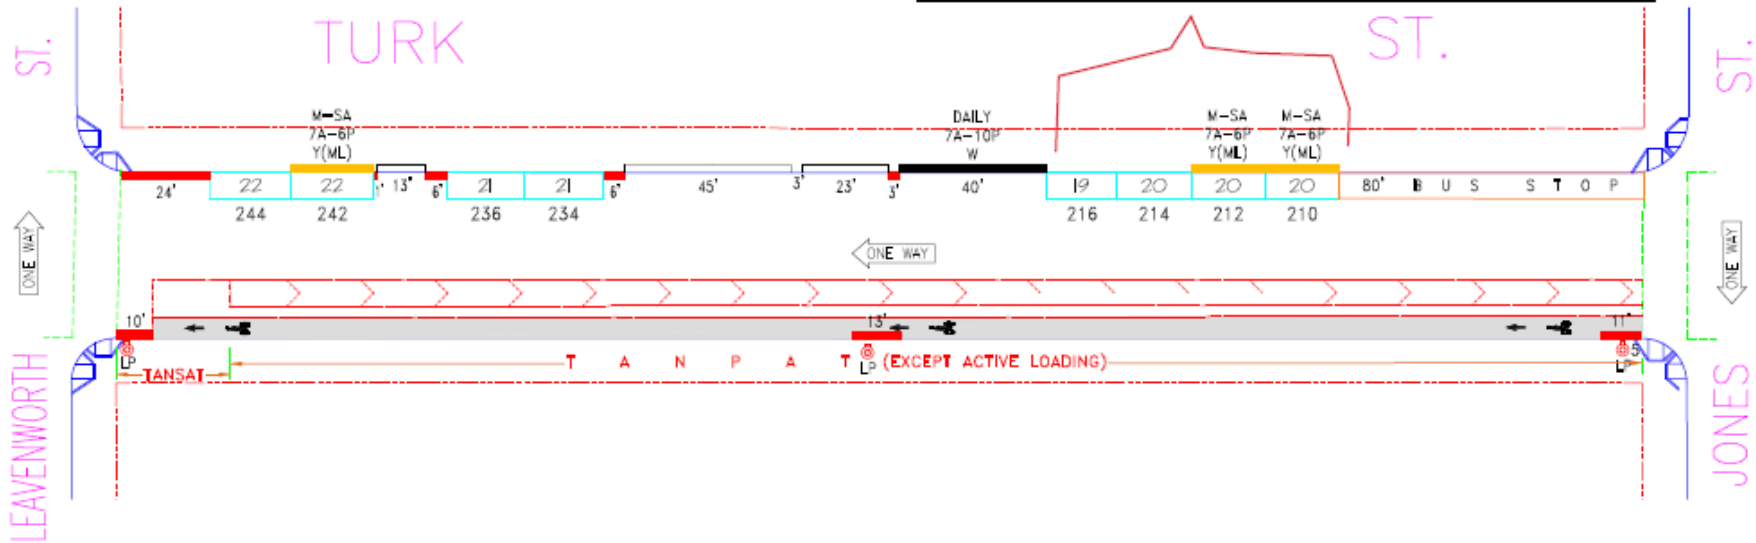 TURK ST.
ST.
ST.
M-SA
7A-6P
Y(ML)
DAILY
7A-10P
W
M-SA
7A-6P
Y(ML)
M-SA
7A-6P
Y(ML)
24' 22 22 1' 13' 6' 21 21 6' 45' 3' 23' 3' 40' 19 20 20 20 80' BUS STOP
244 242 236 234 216 214 212 210
ONE WAY
ONE WAY
ONE WAY
10' 13' 11'
LP LP LP 5
TANSAT
TANPAT (EXCEPT ACTIVE LOADING)
LEAVENWORTH
JONES